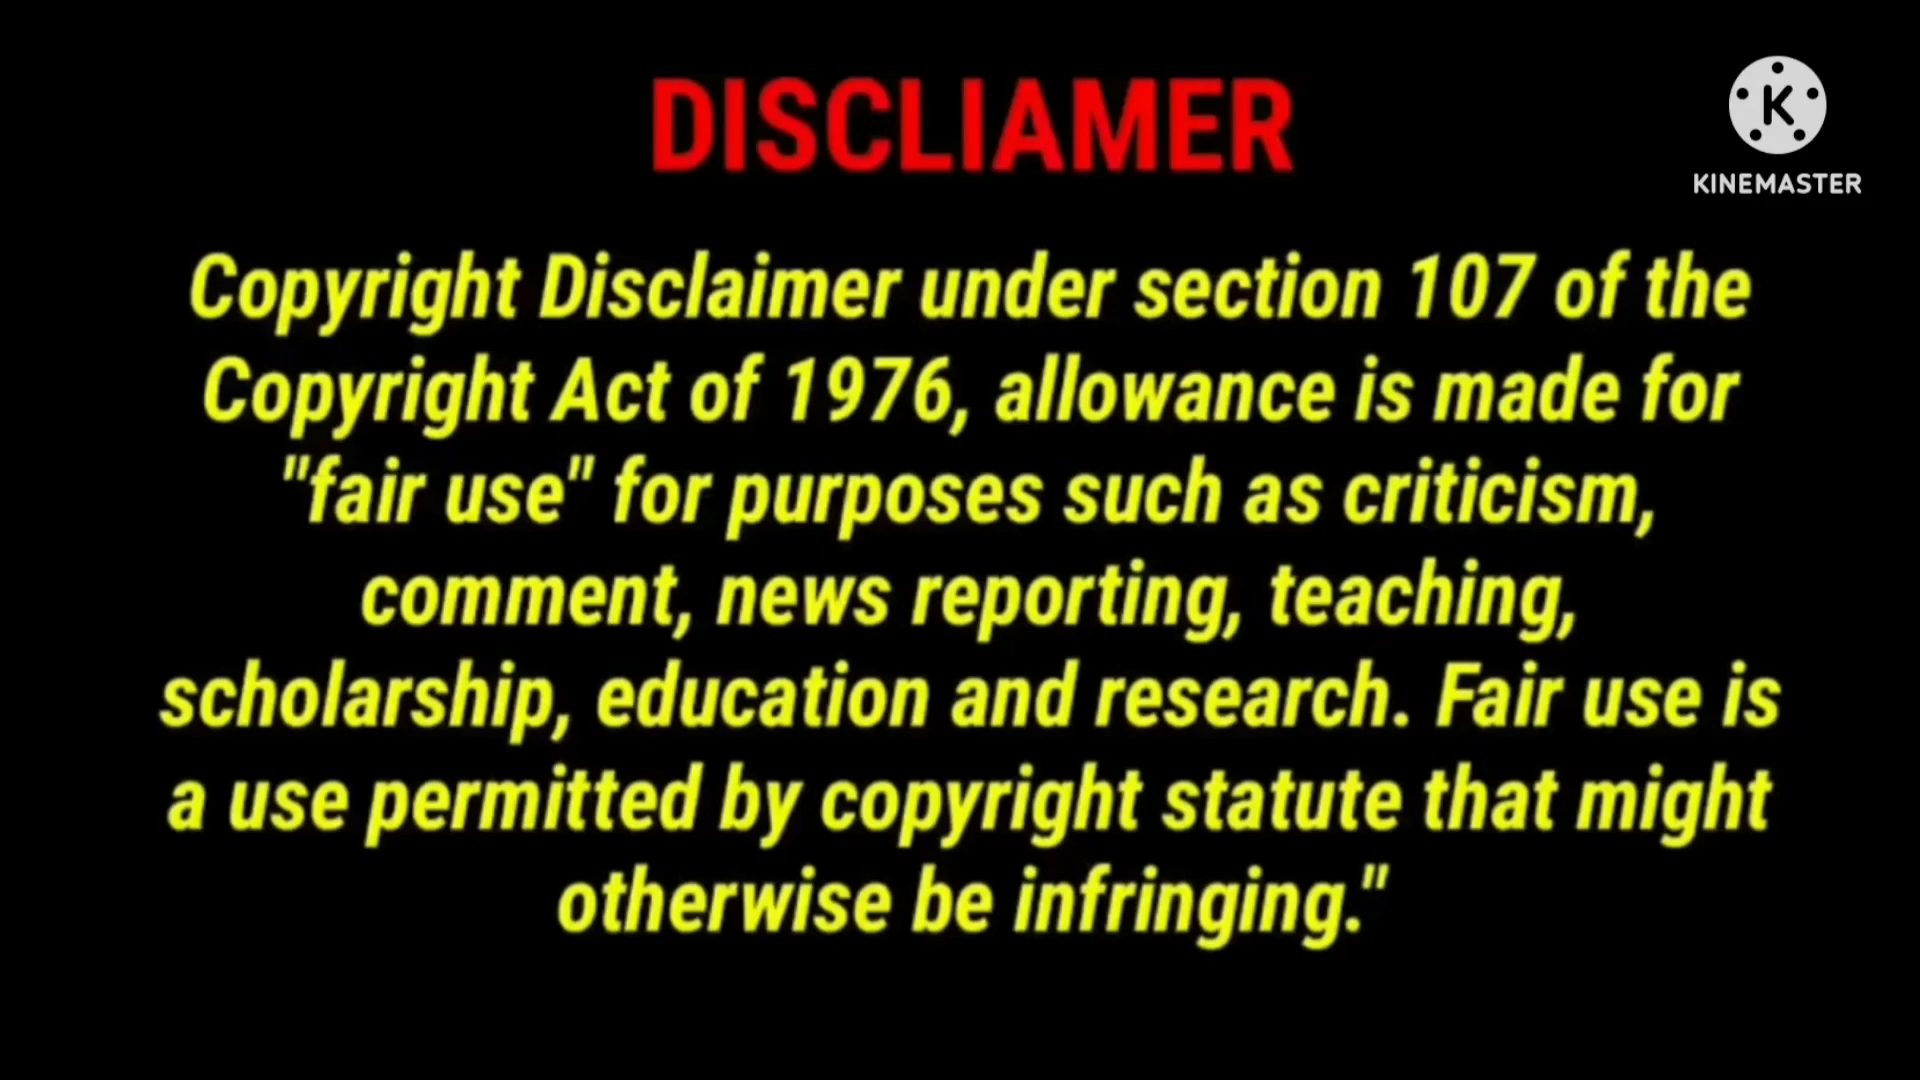 DISCLIAMER
K
KINEMASTER
Copyright Disclaimer under section 107 of the
Copyright Act of 1976, allowance is made for
"fair use" for purposes such as criticism,
comment, news reporting, teaching,
scholarship, education and research. Fair use is
a use permitted by copyright statute that might
otherwise be infringing."